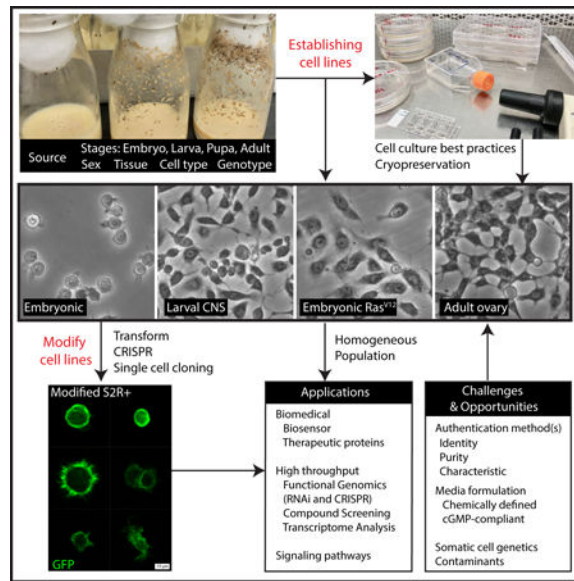 Establishing
cell lines
Source
Stages: Embryo, Larva, Pupa, Adult
Sex Tissue Cell type Genotype
Cell culture best practices
Cryopreservation
Embryonic
Larval CNS
Embryonic RasV12
Adult ovary
Modify
cell lines
Transform
CRISPR
Single cell cloning
Homogeneous
Population
Modified S2R+
GFP
Applications
Biomedical
Biosensor
Therapeutic proteins
High throughput
Functional Genomics
(RNAi and CRISPR)
Compound Screening
Transcriptome Analysis
Signaling pathways
Challenges
& Opportunities
Authentication method(s)
Identity
Purity
Characteristic
Media formulation
Chemically defined
cGMP-compliant
Somatic cell genetics
Contaminants